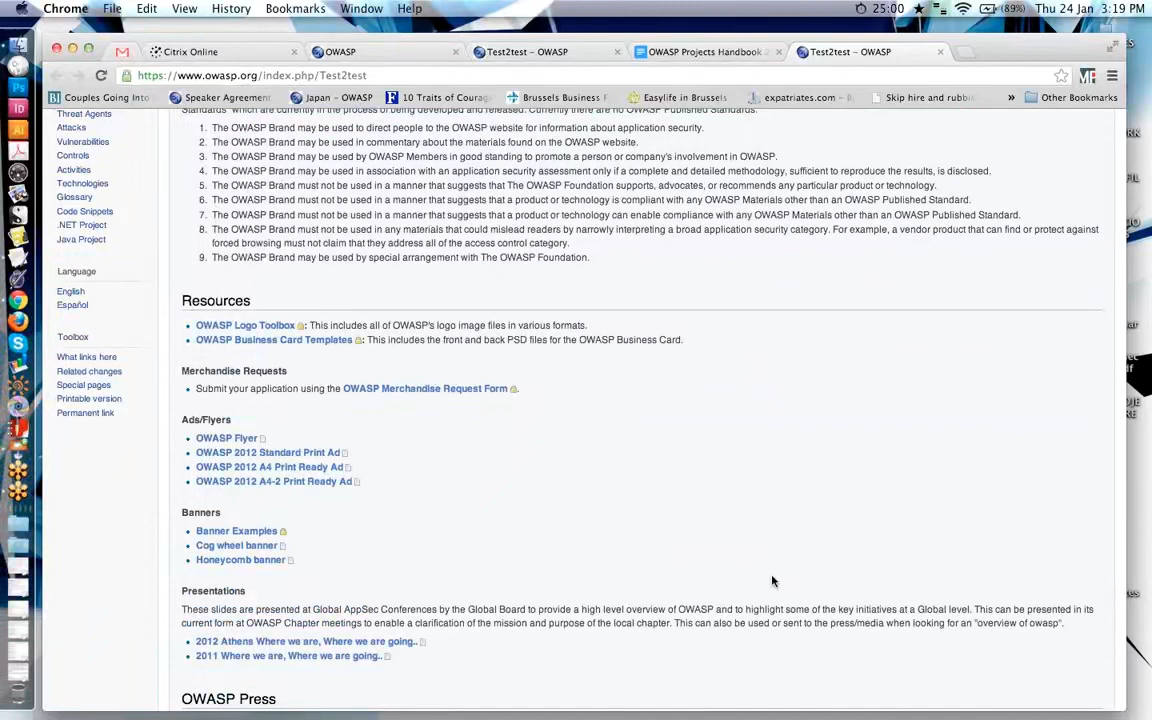 Chrome File Edit View History Bookmarks Window Help 25:00 (89%) Thu 24 Jan 3:19 PM
Citrix Online OWASP Test2test – OWASP OWASP Projects Handbook Test2test – OWASP
https://www.owasp.org/index.php/Test2test
Couples Going Into Speaker Agreement Japan – OWASP 10 Traits of Courag Brussels Business F Easylife in Brussels expatriates.com – Skip hire and rubbi » Other Bookmarks
Standards" which are currently in the process of being developed and released. Currently there are no OWASP Published Standards.
Threat Agents
Attacks
Vulnerabilities
Controls
Activities
Technologies
Glossary
Code Snippets
.NET Project
Java Project
Language
English
Español
Toolbox
What links here
Related changes
Special pages
Printable version
Permanent link
1. The OWASP Brand may be used to direct people to the OWASP website for information about application security.
2. The OWASP Brand may be used in commentary about the materials found on the OWASP website.
3. The OWASP Brand may be used by OWASP Members in good standing to promote a person or company's involvement in OWASP.
4. The OWASP Brand may be used in association with an application security assessment only if a complete and detailed methodology, sufficient to reproduce the results, is disclosed.
5. The OWASP Brand must not be used in a manner that suggests that The OWASP Foundation supports, advocates, or recommends any particular product or technology.
6. The OWASP Brand must not be used in a manner that suggests that a product or technology is compliant with any OWASP Materials other than an OWASP Published Standard.
7. The OWASP Brand must not be used in a manner that suggests that a product or technology can enable compliance with any OWASP Materials other than an OWASP Published Standard.
8. The OWASP Brand must not be used in any materials that could mislead readers by narrowly interpreting a broad application security category. For example, a vendor product that can find or protect against
forced browsing must not claim that they address all of the access control category.
9. The OWASP Brand may be used by special arrangement with The OWASP Foundation.
Resources
• OWASP Logo Toolbox : This includes all of OWASP's logo image files in various formats.
• OWASP Business Card Templates : This includes the front and back PSD files for the OWASP Business Card.
Merchandise Requests
• Submit your application using the OWASP Merchandise Request Form .
Ads/Flyers
• OWASP Flyer
• OWASP 2012 Standard Print Ad
• OWASP 2012 A4 Print Ready Ad
• OWASP 2012 A4-2 Print Ready Ad
Banners
• Banner Examples
• Cog wheel banner
• Honeycomb banner
Presentations
These slides are presented at Global AppSec Conferences by the Global Board to provide a high level overview of OWASP and to highlight some of the key initiatives at a Global level. This can be presented in its
current form at OWASP Chapter meetings to enable a clarification of the mission and purpose of the local chapter. This can also be used or sent to the press/media when looking for an "overview of owasp".
• 2012 Athens Where we are, Where we are going..
• 2011 Where we are, Where we are going..
OWASP Press